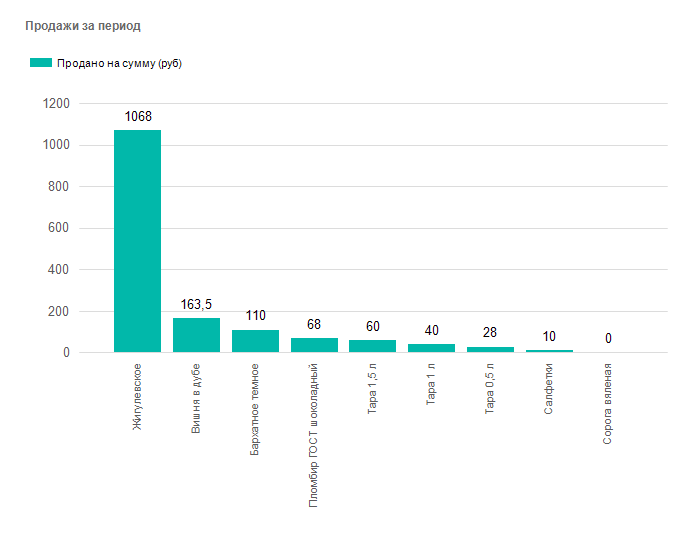 Продажи за период
Продано на сумму (руб)
1200
1000
800
600
400
200
0
1068
163,5
110
68
60
40
28
10
0
Жигулевское
Вишня в дубе
Бархатное темное
Пломбир ГОСТ шоколадный
Тара 1,5 л
Тара 1 л
Тара 0,5 л
Салфетки
Сорога вяленая